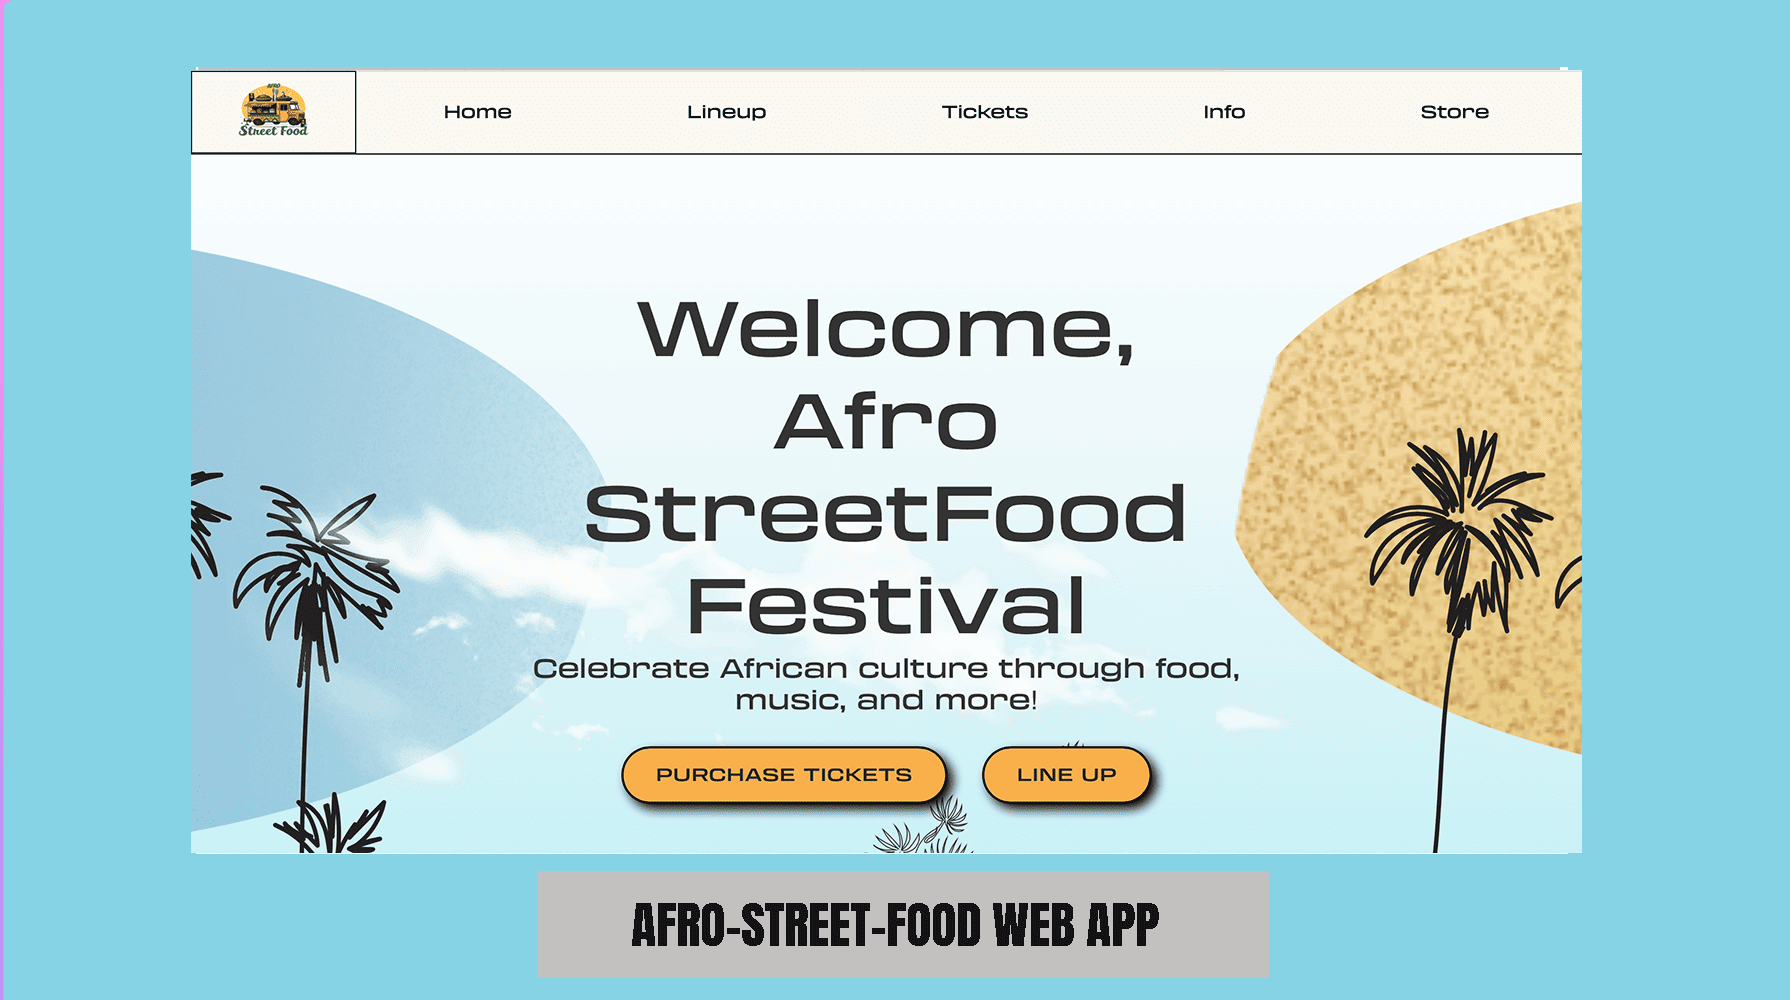 AFRO
Street Food
Home
Lineup
Tickets
Info
Store
Welcome,
Afro
StreetFood
Festival
Celebrate African culture through food,
music, and more!
PURCHASE TICKETS
LINE UP
AFRO-STREET-FOOD WEB APP